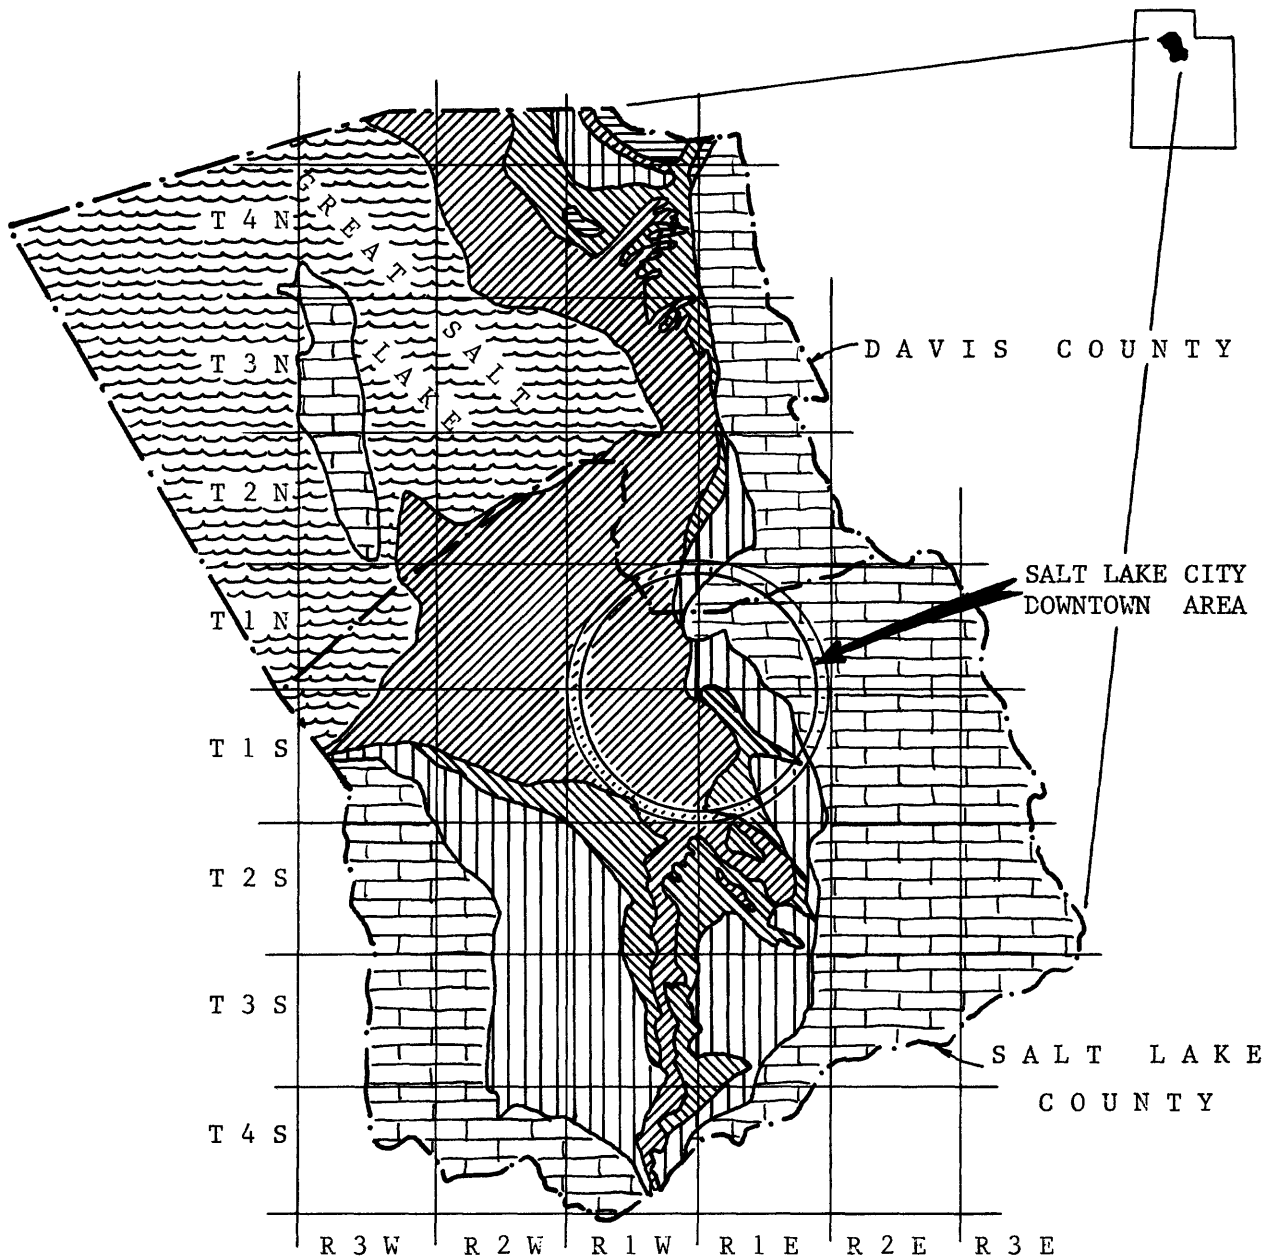 T 4 N
GREAT
SALT
LAKE
T 3 N
DAVIS COUNTY
T 2 N
SALT LAKE CITY
DOWNTOWN AREA
T 1 N
T 1 S
T 2 S
T 3 S
SALT LAKE
COUNTY
T 4 S
R 3 W R 2 W R 1 W R 1 E R 2 E R 3 E